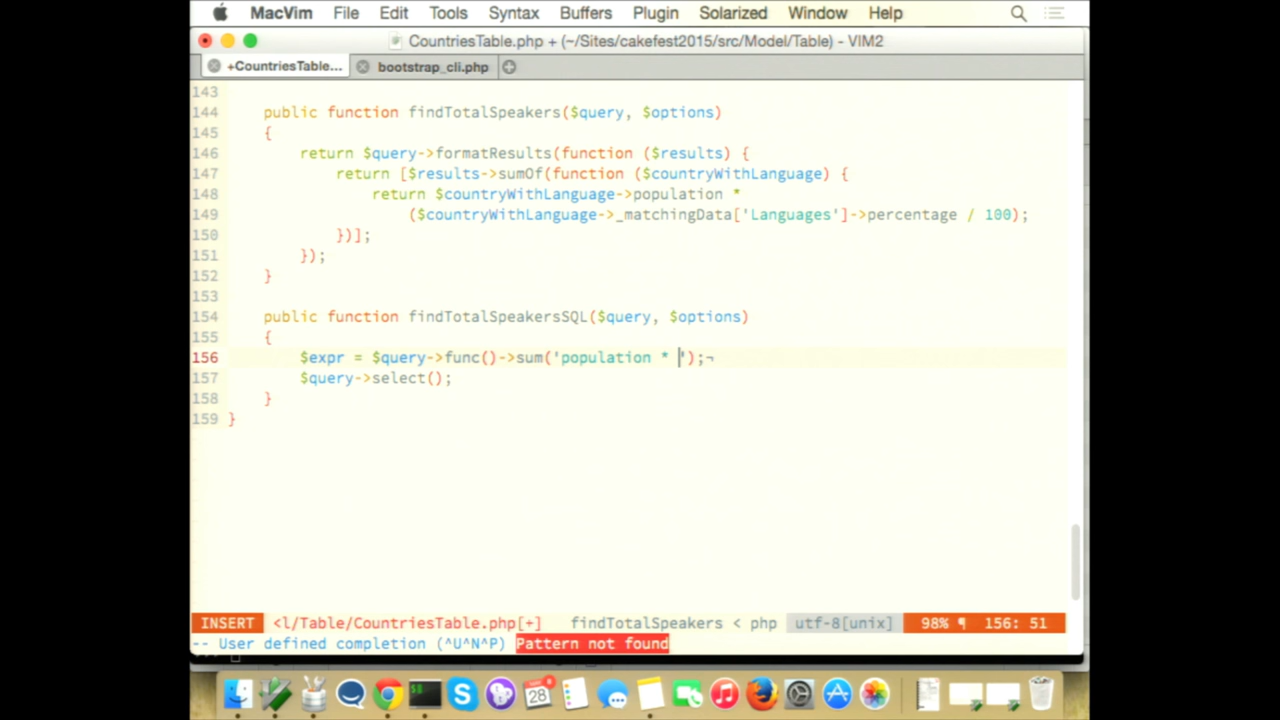 MacVim File Edit Tools Syntax Buffers Plugin Solarized Window Help
CountriesTable.php + (~/Sites/cakefest2015/src/Model/Table) - VIM2
+CountriesTable... bootstrap_cli.php
143
144 public function findTotalSpeakers($query, $options)
145 {
146 return $query->formatResults(function ($results) {
147 return [$results->sumOf(function ($countryWithLanguage) {
148 return $countryWithLanguage->population *
149 ($countryWithLanguage->_matchingData['Languages']->percentage / 100);
150 })];
151 });
152 }
153
154 public function findTotalSpeakersSQL($query, $options)
155 {
156 $expr = $query->func()->sum('population * ');¬
157 $query->select();
158 }
159 }
INSERT <l/Table/CountriesTable.php[+] findTotalSpeakers < php utf-8[unix] 98% ¶ 156: 51
-- User defined completion (^U^N^P) Pattern not found
28